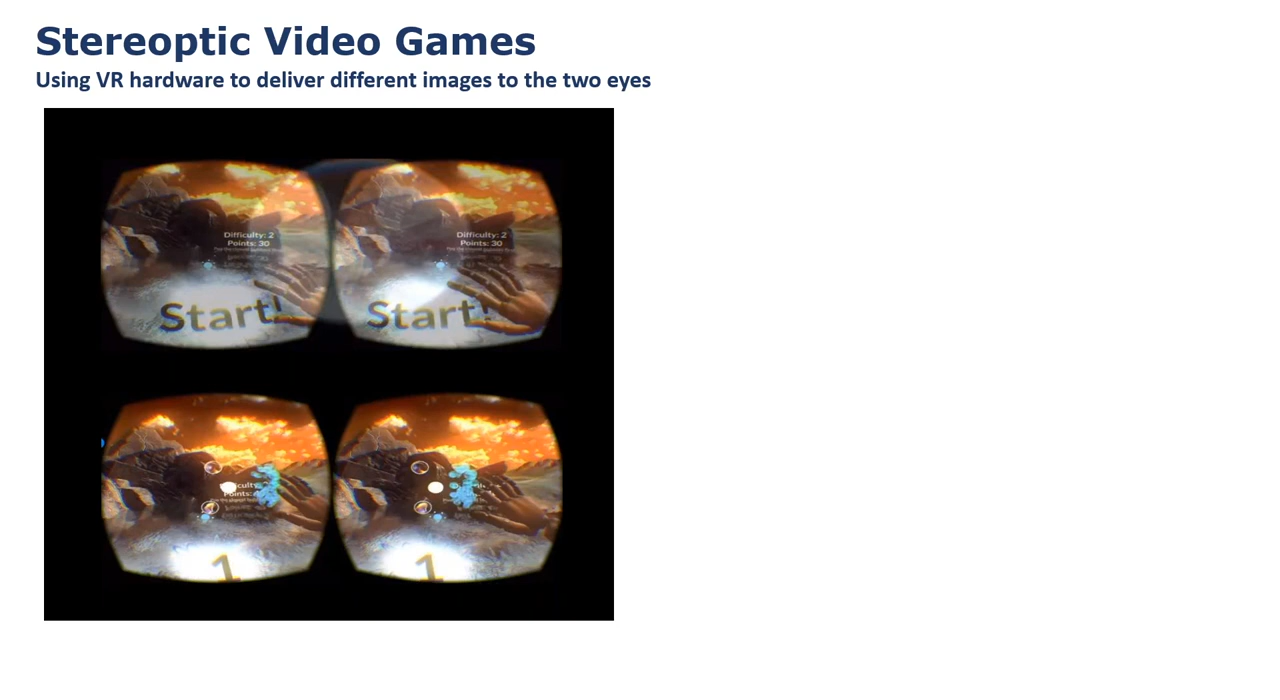 Stereoptic Video Games
Using VR hardware to deliver different images to the two eyes
Difficulty: 2
Points: 30
Start!
Difficulty: 2
Points: 30
Start!
Points:
1
1